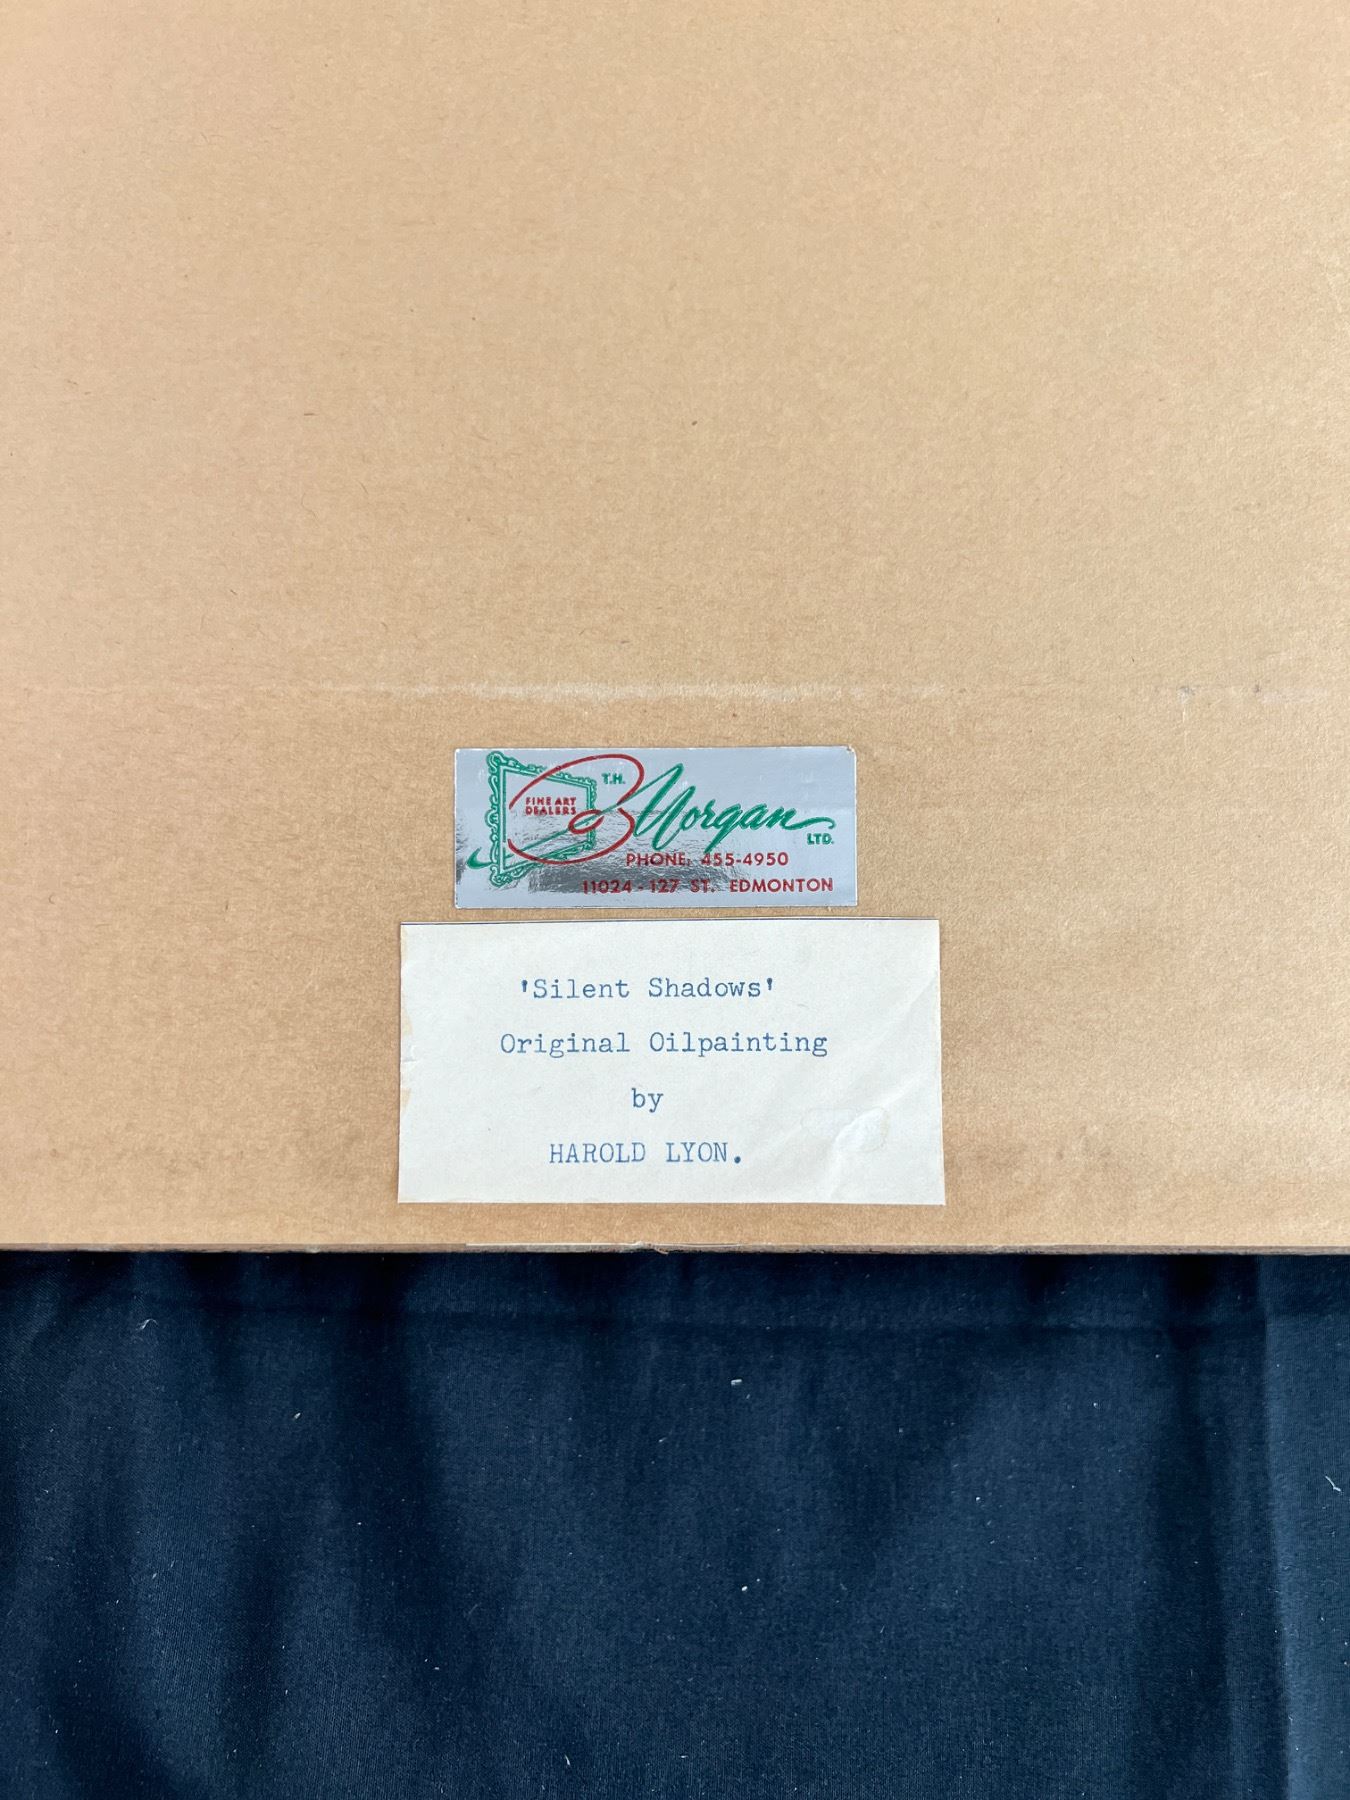 T.H.
FINE ART
DEALERS
Morgan
LTD.
PHONE: 455-4950
11024 - 127 ST. EDMONTON
'Silent Shadows'
Original Oilpainting
by
HAROLD LYON.